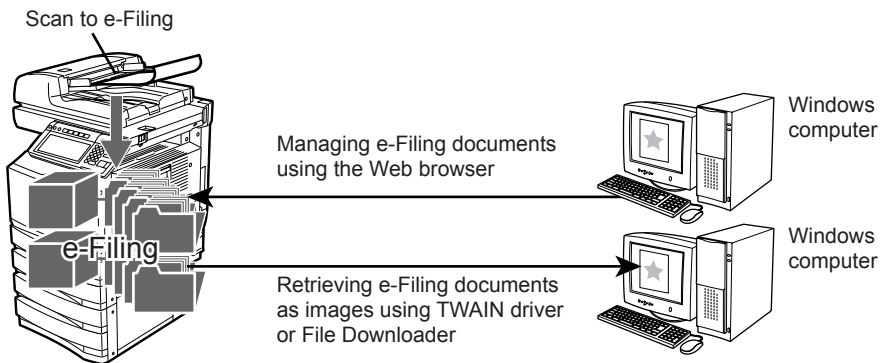 Scan to e-Filing
Managing e-Filing documents
using the Web browser
Windows
computer
e-Filing
Windows
computer
Retrieving e-Filing documents
as images using TWAIN driver
or File Downloader